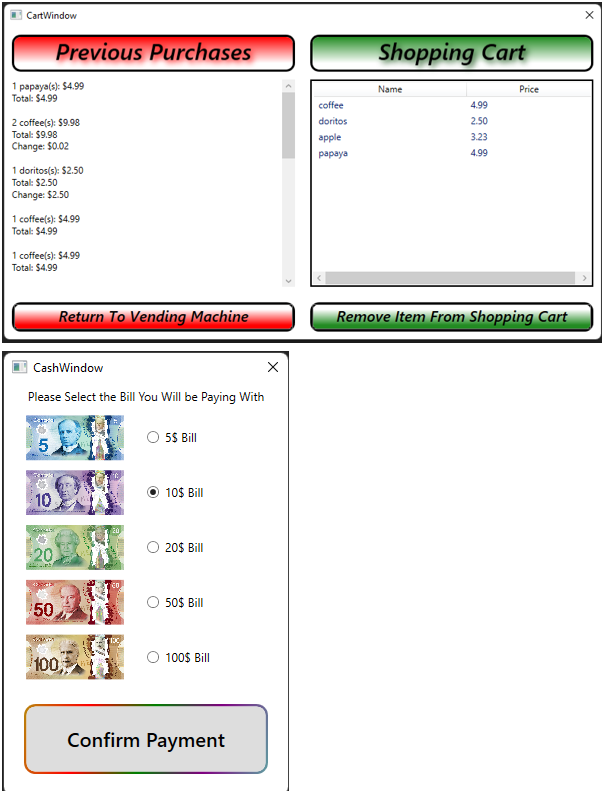 CartWindow
Previous Purchases
1 papaya(s): $4.99
Total: $4.99
2 coffee(s): $9.98
Total: $9.98
Change: $0.02
1 doritos(s): $2.50
Total: $2.50
Change: $2.50
1 coffee(s): $4.99
Total: $4.99
1 coffee(s): $4.99
Total: $4.99
Return To Vending Machine
Shopping Cart
Name Price
coffee 4.99
doritos 2.50
apple 3.23
papaya 4.99
Remove Item From Shopping Cart
CashWindow
Please Select the Bill You Will be Paying With
5 5$ Bill
10 10$ Bill
20 20$ Bill
50 50$ Bill
100 100$ Bill
Confirm Payment